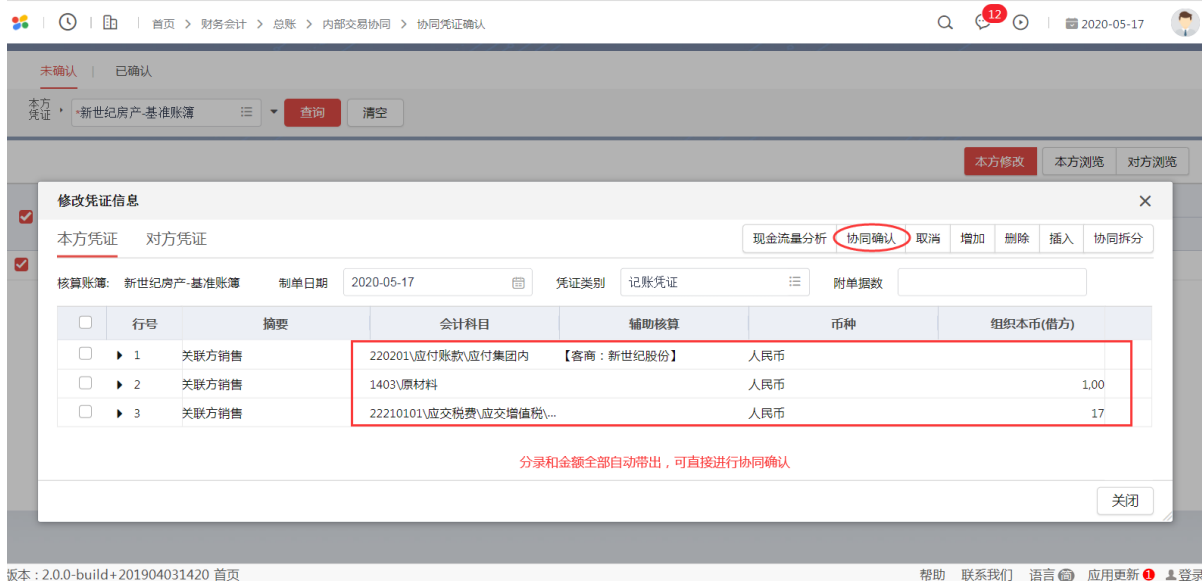 首页 > 财务会计 > 总账 > 内部交易协同 > 协同凭证确认 12 2020-05-17
未确认 | 已确认
本方凭证 *新世纪房产-基准账簿 查询 清空
本方修改 本方浏览 对方浏览
修改凭证信息
本方凭证 对方凭证 现金流量分析 协同确认 取消 增加 删除 插入 协同拆分
核算账簿: 新世纪房产-基准账簿 制单日期 2020-05-17 凭证类别 记账凭证 附单据数
行号 摘要 会计科目 辅助核算 币种 组织本币(借方)
1 关联方销售 220201\应付账款\应付集团内 【客商：新世纪股份】 人民币
2 关联方销售 1403\原材料 人民币 1,00
3 关联方销售 22210101\应交税费\应交增值税\... 人民币 17
分录和金额全部自动带出，可直接进行协同确认
关闭
版本：2.0.0-build+201904031420 首页 帮助 联系我们 语言 简 应用更新 1 登录